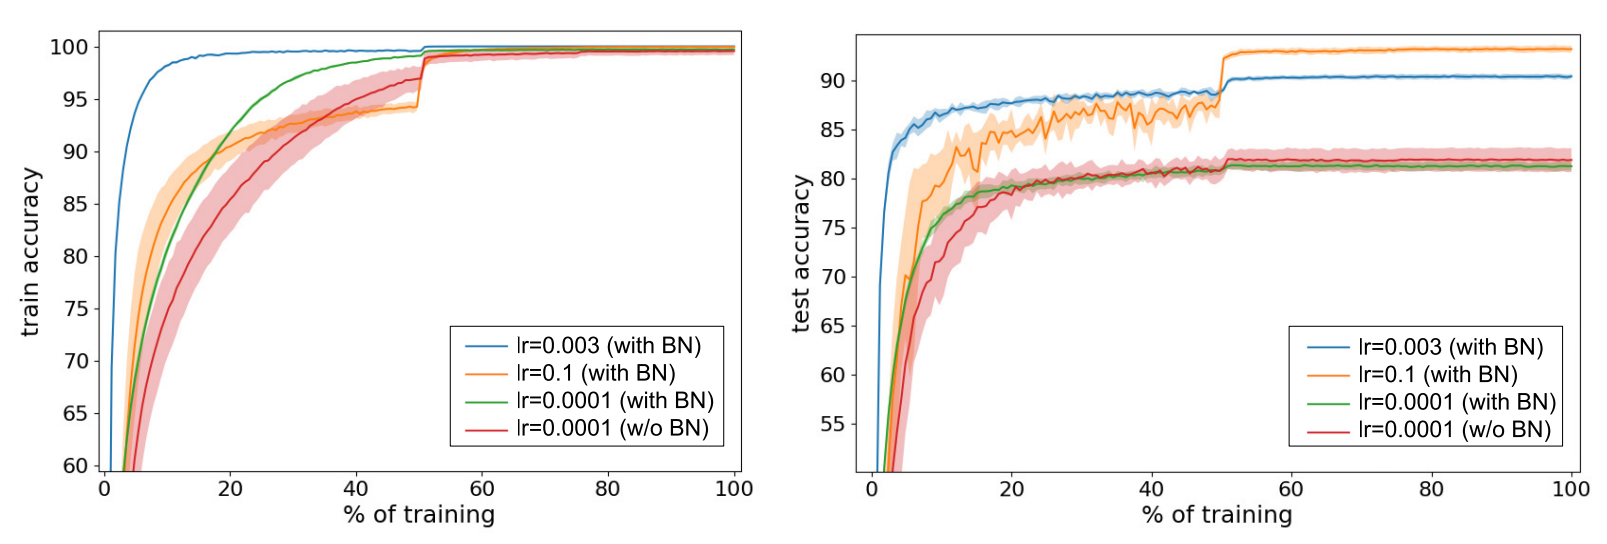 train accuracy
100
95
90
85
80
75
70
65
60
0 20 40 60 80 100
% of training
lr=0.003 (with BN)
lr=0.1 (with BN)
lr=0.0001 (with BN)
lr=0.0001 (w/o BN)
test accuracy
90
85
80
75
70
65
60
55
0 20 40 60 80 100
% of training
lr=0.003 (with BN)
lr=0.1 (with BN)
lr=0.0001 (with BN)
lr=0.0001 (w/o BN)